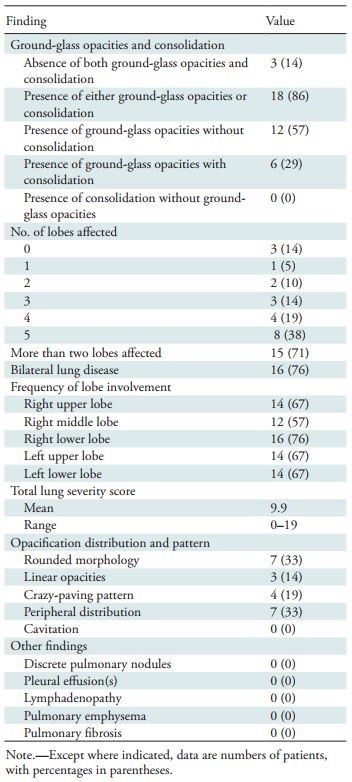 Finding Value
Ground-glass opacities and consolidation
Absence of both ground-glass opacities and 3 (14)
consolidation
Presence of either ground-glass opacities or 18 (86)
consolidation
Presence of ground-glass opacities without 12 (57)
consolidation
Presence of ground-glass opacities with 6 (29)
consolidation
Presence of consolidation without ground- 0 (0)
glass opacities
No. of lobes affected
0 3 (14)
1 1 (5)
2 2 (10)
3 3 (14)
4 4 (19)
5 8 (38)
More than two lobes affected 15 (71)
Bilateral lung disease 16 (76)
Frequency of lobe involvement
Right upper lobe 14 (67)
Right middle lobe 12 (57)
Right lower lobe 16 (76)
Left upper lobe 14 (67)
Left lower lobe 14 (67)
Total lung severity score
Mean 9.9
Range 0–19
Opacification distribution and pattern
Rounded morphology 7 (33)
Linear opacities 3 (14)
Crazy-paving pattern 4 (19)
Peripheral distribution 7 (33)
Cavitation 0 (0)
Other findings
Discrete pulmonary nodules 0 (0)
Pleural effusion(s) 0 (0)
Lymphadenopathy 0 (0)
Pulmonary emphysema 0 (0)
Pulmonary fibrosis 0 (0)
Note.—Except where indicated, data are numbers of patients,
with percentages in parentheses.